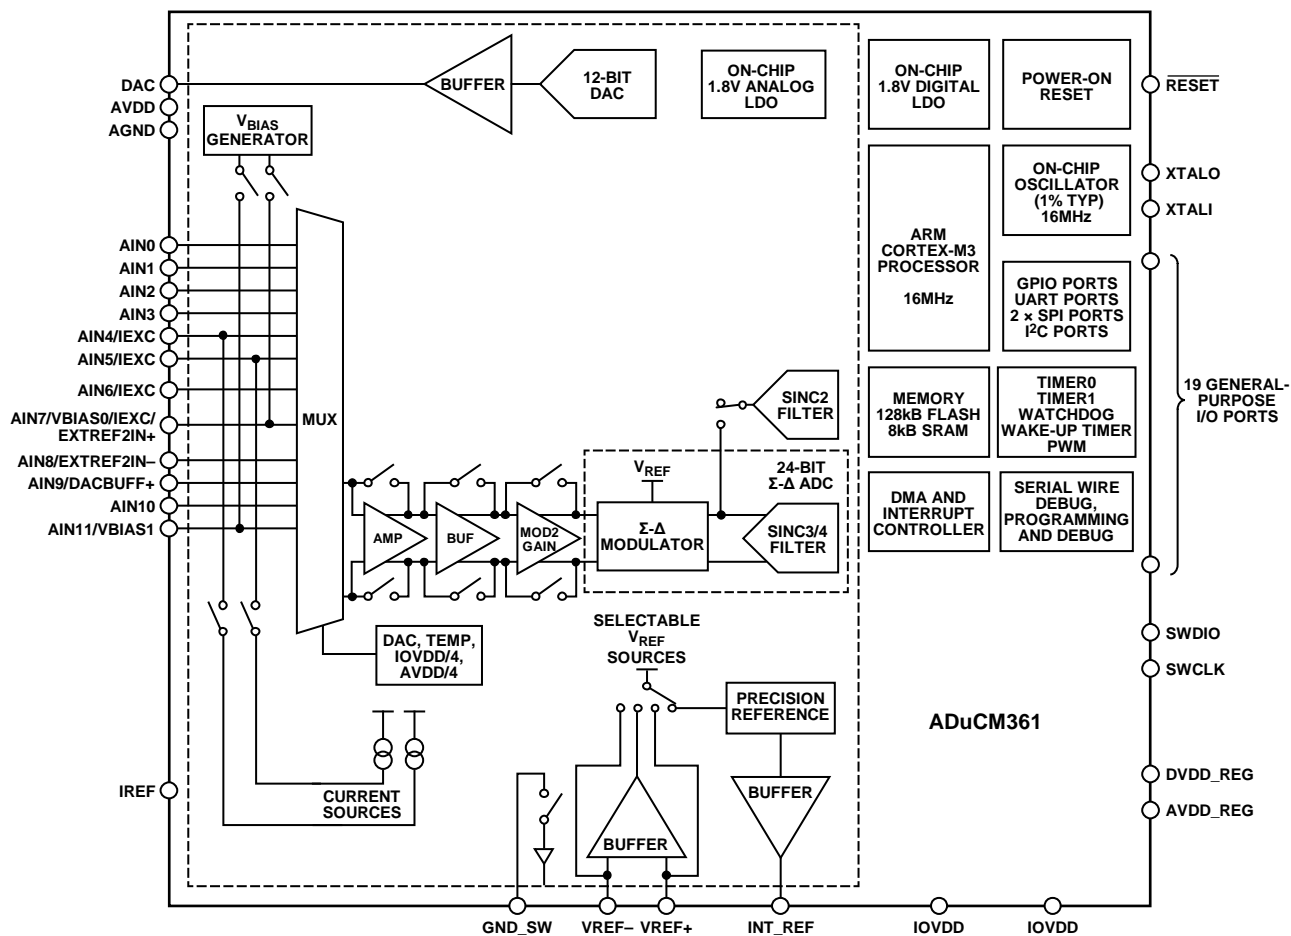 DAC
AVDD
AGND
BUFFER
12-BIT
DAC
ON-CHIP
1.8V ANALOG
LDO
ON-CHIP
1.8V DIGITAL
LDO
POWER-ON
RESET
RESET
VBIAS
GENERATOR
ON-CHIP
OSCILLATOR
(1% TYP)
16MHz
XTALO
XTALI
ARM
CORTEX-M3
PROCESSOR
16MHz
GPIO PORTS
UART PORTS
2 × SPI PORTS
I2C PORTS
AIN0
AIN1
AIN2
AIN3
AIN4/IEXC
AIN5/IEXC
AIN6/IEXC
AIN7/VBIAS0/IEXC/
EXTREF2IN+
AIN8/EXTREF2IN–
AIN9/DACBUFF+
AIN10
AIN11/VBIAS1
MUX
SINC2
FILTER
MEMORY
128kB FLASH
8kB SRAM
TIMER0
TIMER1
WATCHDOG
WAKE-UP TIMER
PWM
19 GENERAL-
PURPOSE
I/O PORTS
VREF
24-BIT
Σ-Δ ADC
AMP
BUF
MOD2
GAIN
Σ-Δ
MODULATOR
SINC3/4
FILTER
DMA AND
INTERRUPT
CONTROLLER
SERIAL WIRE
DEBUG,
PROGRAMMING
AND DEBUG
DAC, TEMP,
IOVDD/4,
AVDD/4
SELECTABLE
VREF
SOURCES
PRECISION
REFERENCE
SWDIO
SWCLK
ADuCM361
IREF
CURRENT
SOURCES
BUFFER
BUFFER
DVDD_REG
AVDD_REG
GND_SW
VREF–
VREF+
INT_REF
IOVDD
IOVDD